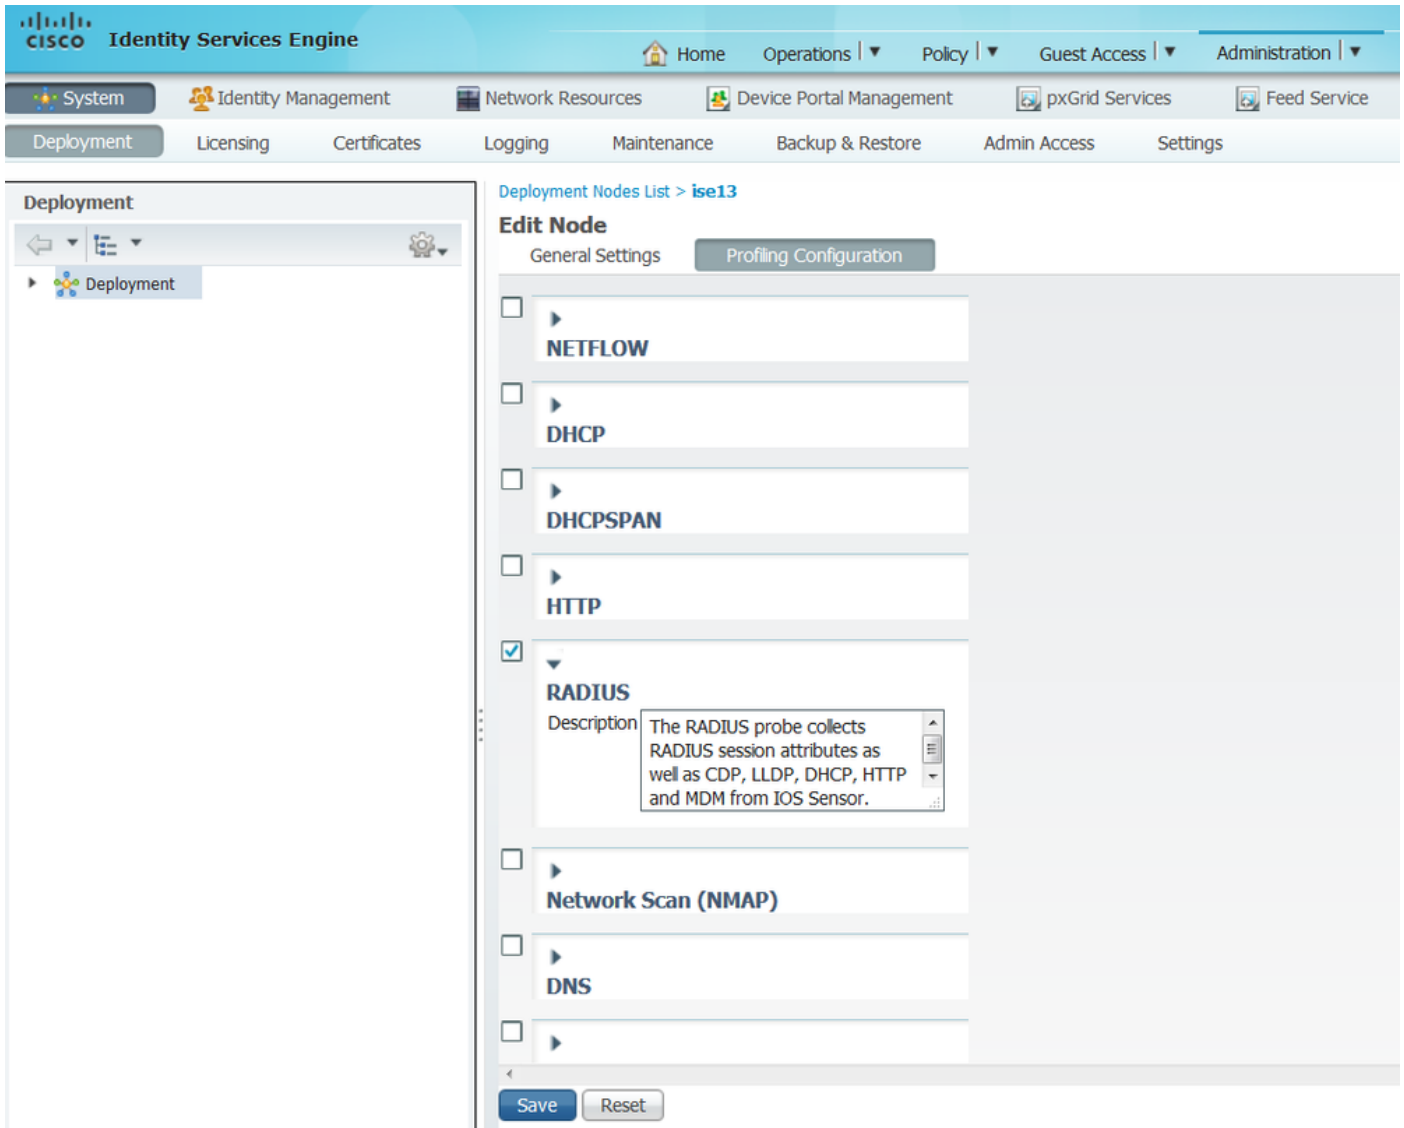 CISCO Identity Services Engine
Home Operations Policy Guest Access Administration
System Identity Management Network Resources Device Portal Management pxGrid Services Feed Service
Deployment Licensing Certificates Logging Maintenance Backup & Restore Admin Access Settings
Deployment
Deployment
Deployment Nodes List > ise13
Edit Node
General Settings Profiling Configuration
NETFLOW
DHCP
DHCPSPAN
HTTP
RADIUS
Description The RADIUS probe collects
RADIUS session attributes as
well as CDP, LLDP, DHCP, HTTP
and MDM from IOS Sensor.
Network Scan (NMAP)
DNS
Save Reset